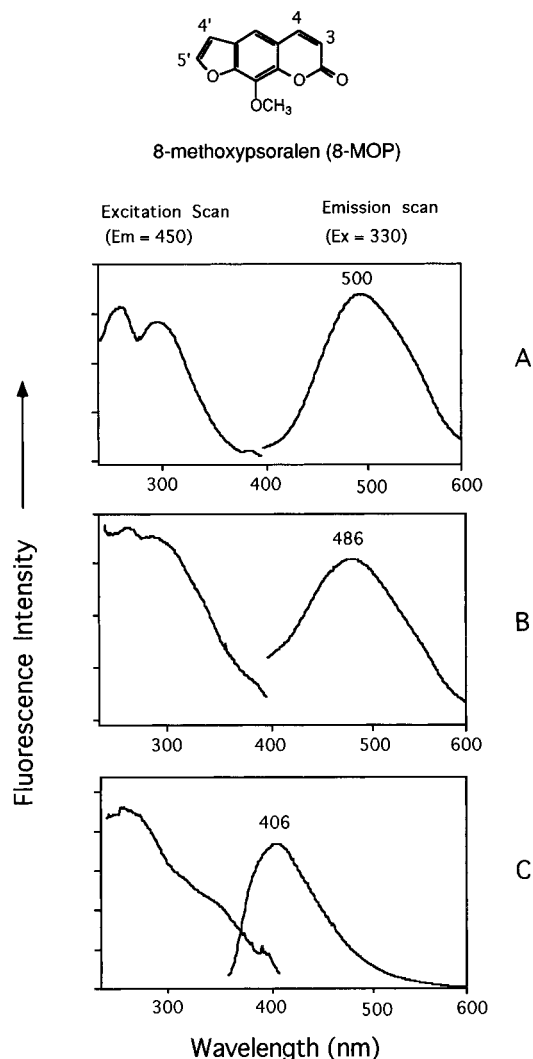 4'
4
3
5'
O
O
O
OCH₃
8-methoxypsoralen (8-MOP)
Excitation Scan
(Em = 450)
Emission scan
(Ex = 330)
500
A
300
400
500
600
486
B
300
400
500
600
406
C
300
400
500
600
Fluorescence Intensity
Wavelength (nm)